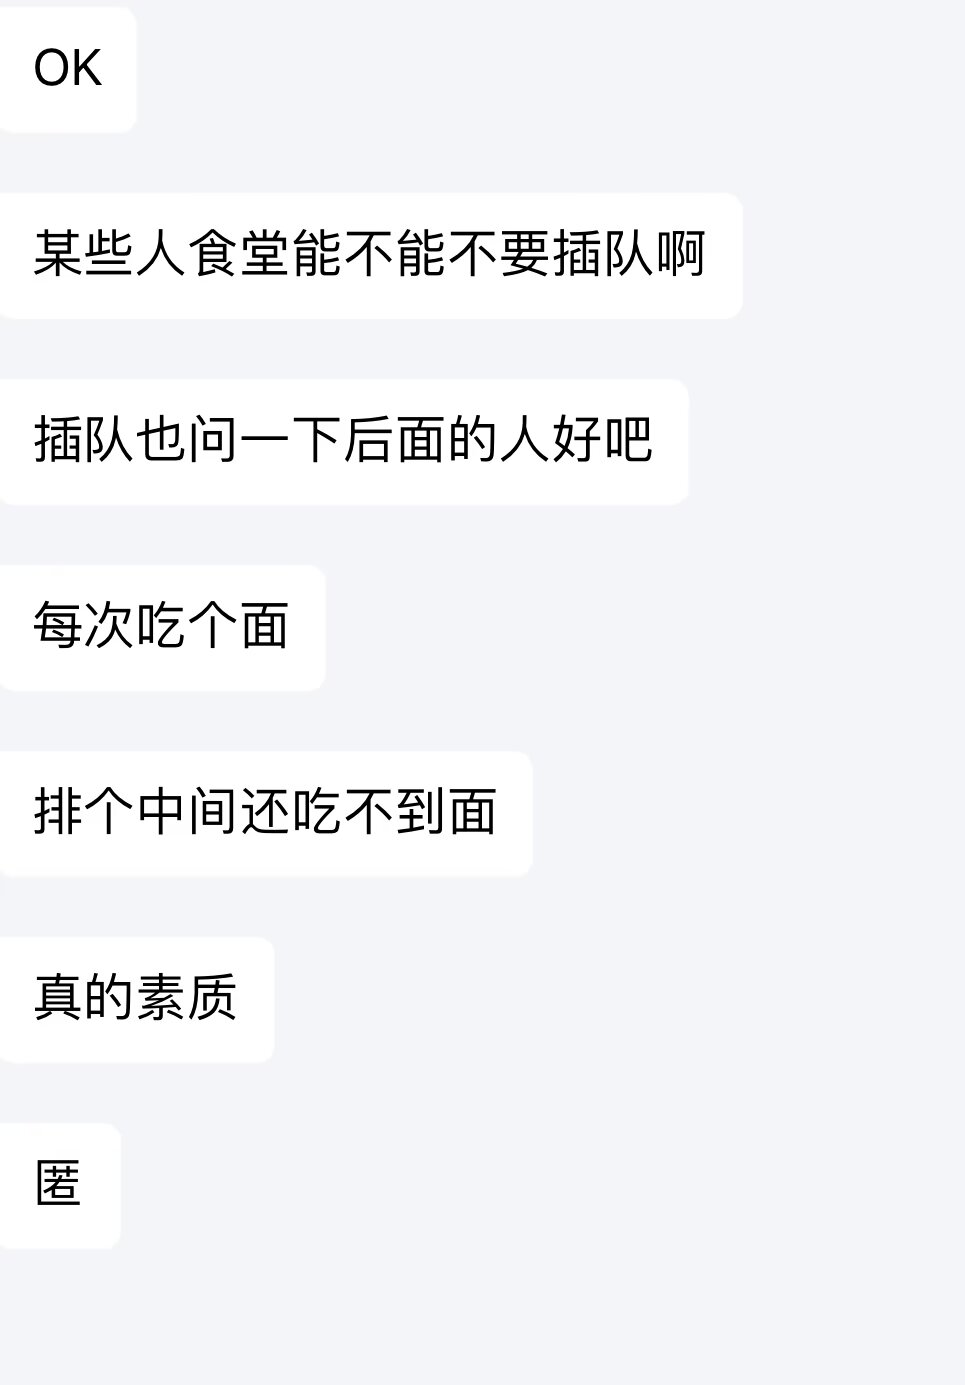 OK
某些人食堂能不能不要插队啊
插队也问一下后面的人好吧
每次吃个面
排个中间还吃不到面
真的素质
匿